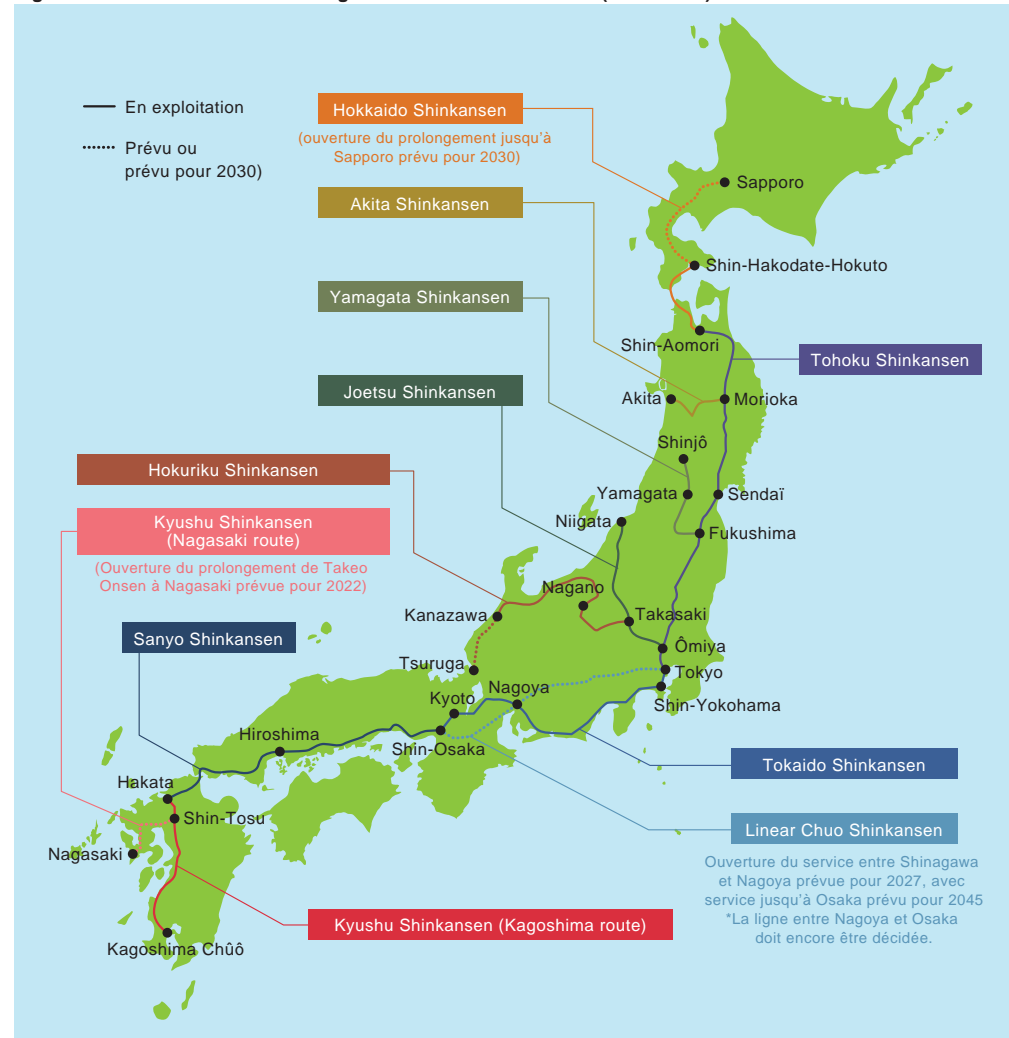 En exploitation
Prévu ou
prévu pour 2030)
Hokkaido Shinkansen
(ouverture du prolongement jusqu'à
Sapporo prévu pour 2030)
Akita Shinkansen
Yamagata Shinkansen
Joetsu Shinkansen
Hokuriku Shinkansen
Kyushu Shinkansen
(Nagasaki route)
(Ouverture du prolongement de Takeo
Onsen à Nagasaki prévue pour 2022)
Sanyo Shinkansen
Sapporo
Shin-Hakodate-Hokuto
Shin-Aomori
Tohoku Shinkansen
Akita
Morioka
Shinjô
Yamagata
Sendaï
Niigata
Fukushima
Nagano
Kanazawa
Takasaki
Ômiya
Tsuruga
Tokyo
Kyoto
Nagoya
Shin-Yokohama
Hiroshima
Shin-Osaka
Tokaido Shinkansen
Hakata
Shin-Tosu
Nagasaki
Linear Chuo Shinkansen
Ouverture du service entre Shinagawa
et Nagoya prévue pour 2027, avec
service jusqu'à Osaka prévu pour 2045
*La ligne entre Nagoya et Osaka
doit encore être décidée.
Kyushu Shinkansen (Kagoshima route)
Kagoshima Chûô